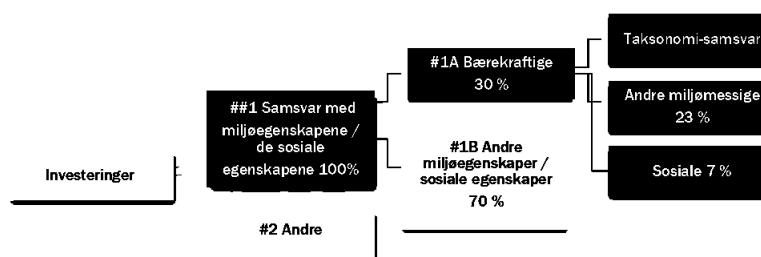 Investeringer
##1 Samsvar med
miljøegenskapene /
de sosiale
egenskapene 100%
#2 Andre
#1A Bærekraftige
30 %
#1B Andre
miljøegenskaper /
sosiale egenskaper
70 %
Taksonomi-samsvar
Andre miljømessige
23 %
Sosiale 7 %